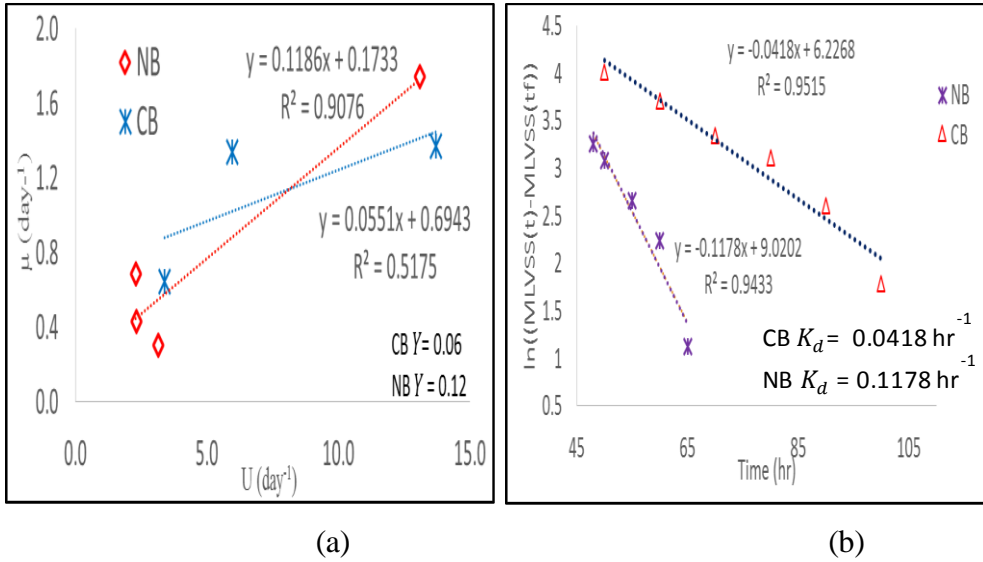 2.0
1.6
1.2
0.8
0.4
0.0
μ (day-¹)
NB
CB
y = 0.1186x + 0.1733
R² = 0.9076
y = 0.0551x + 0.6943
R² = 0.5175
CB Y = 0.06
NB Y = 0.12
0.0 5.0 10.0 15.0
U (day-¹)
(a)
4.5
4
3.5
3
2.5
2
1.5
1
0.5
ln((MLVSS(t)-MLVSS(tf))
y = -0.0418x + 6.2268
R² = 0.9515
NB
CB
y = -0.1178x + 9.0202
R² = 0.9433
CB K_d = 0.0418 hr⁻¹
NB K_d = 0.1178 hr⁻¹
45 65 85 105
Time (hr)
(b)